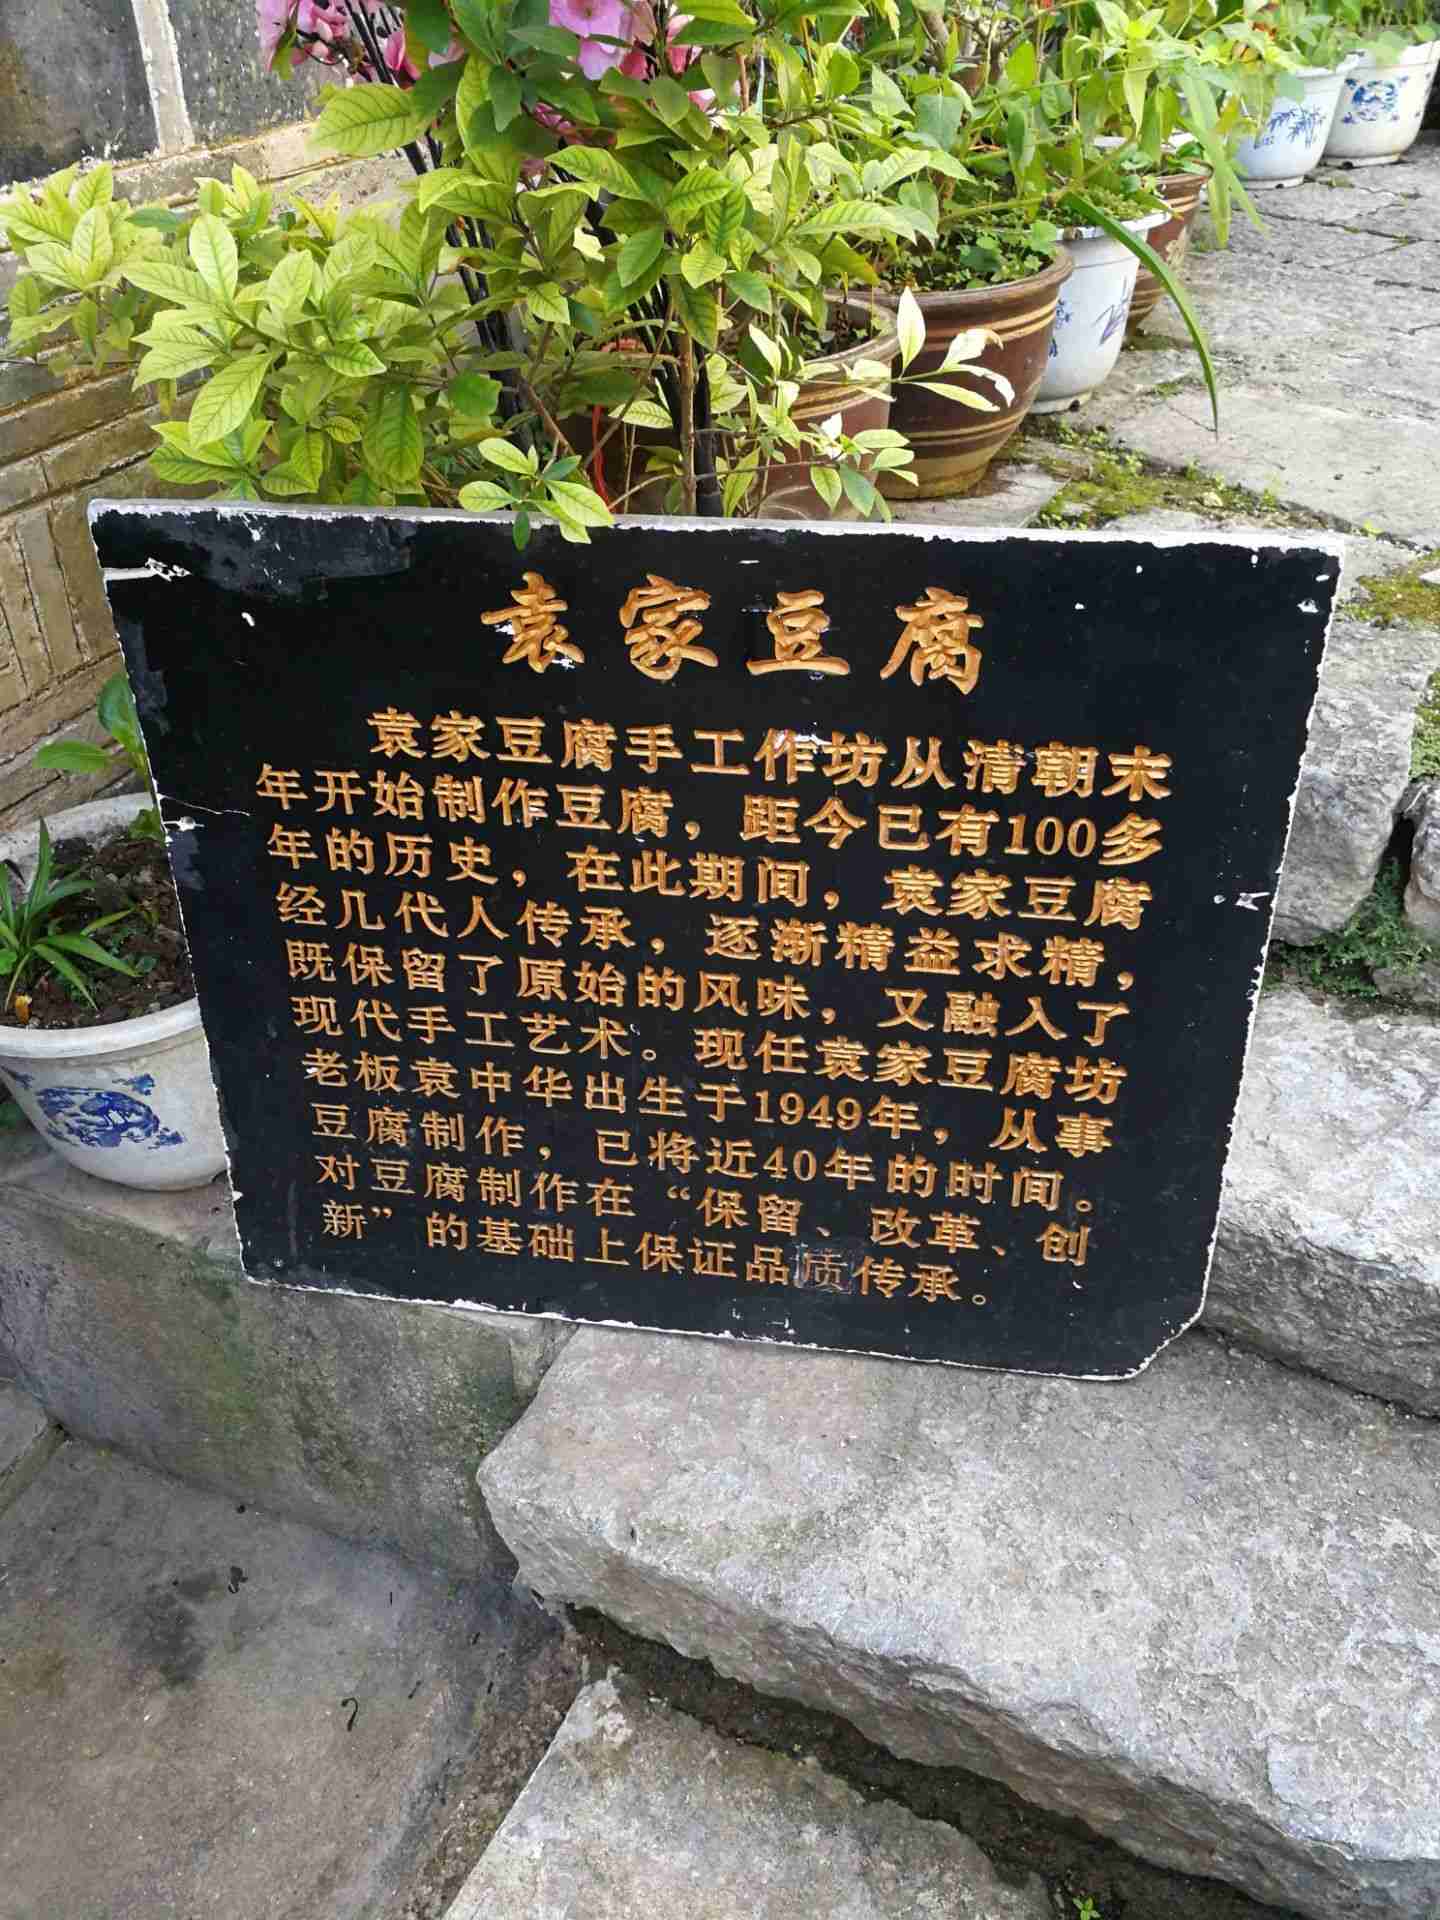 袁家豆腐
袁家豆腐手工作坊从清朝末
年开始制作豆腐，距今已有100多
年的历史，在此期间，袁家豆腐
经几代人传承，逐渐精益求精，
既保留了原始的风味，又融入了
现代手工艺术。现任袁家豆腐坊
老板袁中华出生于1949年，从事
豆腐制作，已将近40年的时间。
对豆腐制作在“保留、改革、创
新”的基础上保证品质传承。